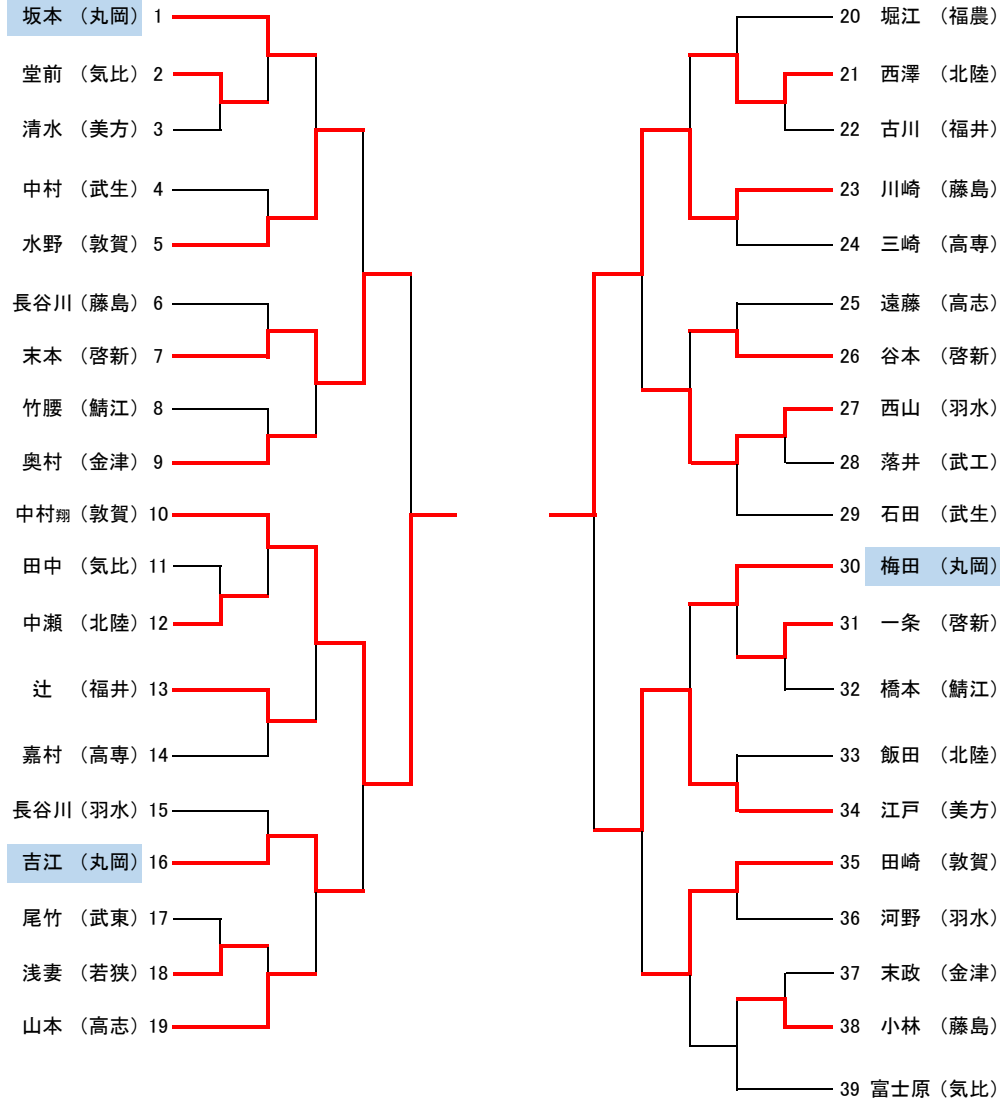 坂本 (丸岡) 1
堂前 (気比) 2
清水 (美方) 3
中村 (武生) 4
水野 (敦賀) 5
長谷川 (藤島) 6
末本 (啓新) 7
竹腰 (鯖江) 8
奥村 (金津) 9
中村翔 (敦賀) 10
田中 (気比) 11
中瀬 (北陸) 12
辻 (福井) 13
嘉村 (高専) 14
長谷川 (羽水) 15
吉江 (丸岡) 16
尾竹 (武東) 17
浅妻 (若狭) 18
山本 (高志) 19
20 堀江 (福農)
21 西澤 (北陸)
22 古川 (福井)
23 川崎 (藤島)
24 三崎 (高専)
25 遠藤 (高志)
26 谷本 (啓新)
27 西山 (羽水)
28 落井 (武工)
29 石田 (武生)
30 梅田 (丸岡)
31 一条 (啓新)
32 橋本 (鯖江)
33 飯田 (北陸)
34 江戸 (美方)
35 田崎 (敦賀)
36 河野 (羽水)
37 末政 (金津)
38 小林 (藤島)
39 富士原 (気比)